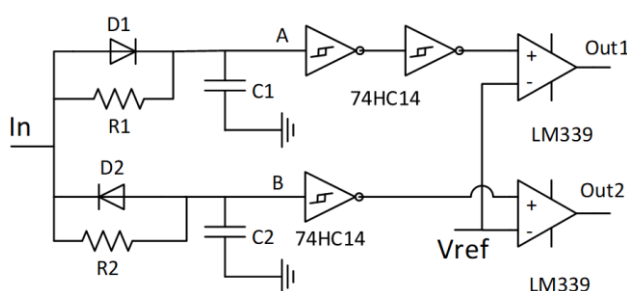 D1
A
Out1
+
-
C1
74HC14
R1
In
LM339
D2
B
Out2
+
-
C2
74HC14
R2
Vref
LM339